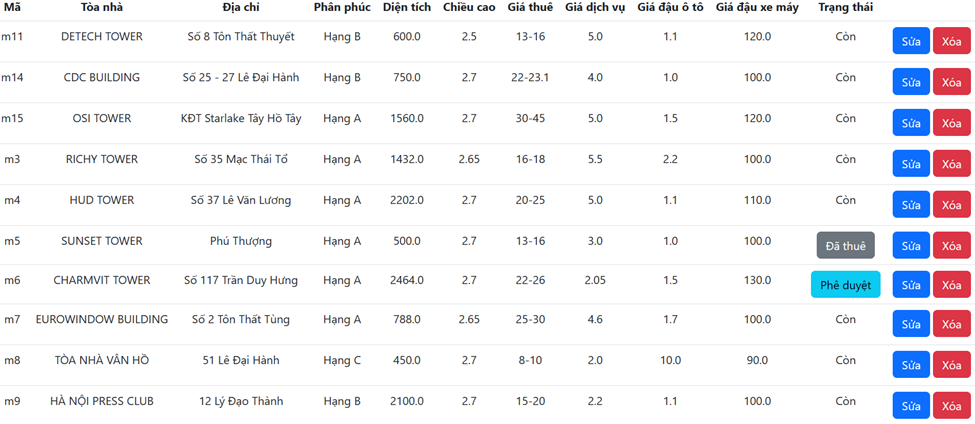 Mã Tòa nhà Địa chỉ Phân phúc Diện tích Chiều cao Giá thuê Giá dịch vụ Giá đậu ô tô Giá đậu xe máy Trạng thái
m11 DETECH TOWER Số 8 Tôn Thất Thuyết Hạng B 600.0 2.5 13-16 5.0 1.1 120.0 Còn Sửa Xóa
m14 CDC BUILDING Số 25 - 27 Lê Đại Hành Hạng B 750.0 2.7 22-23.1 4.0 1.0 100.0 Còn Sửa Xóa
m15 OSI TOWER KĐT Starlake Tây Hồ Tây Hạng A 1560.0 2.7 30-45 5.0 1.5 120.0 Còn Sửa Xóa
m3 RICHY TOWER Số 35 Mạc Thái Tổ Hạng A 1432.0 2.65 16-18 5.5 2.2 100.0 Còn Sửa Xóa
m4 HUD TOWER Số 37 Lê Văn Lương Hạng A 2202.0 2.7 20-25 5.0 1.1 110.0 Còn Sửa Xóa
m5 SUNSET TOWER Phú Thượng Hạng A 500.0 2.7 13-16 3.0 1.0 100.0 Đã thuê Sửa Xóa
m6 CHARMVIT TOWER Số 117 Trần Duy Hưng Hạng A 2464.0 2.7 22-26 2.05 1.5 130.0 Phê duyệt Sửa Xóa
m7 EUROWINDOW BUILDING Số 2 Tôn Thất Tùng Hạng A 788.0 2.65 25-30 4.6 1.7 100.0 Còn Sửa Xóa
m8 TÒA NHÀ VÂN HỒ 51 Lê Đại Hành Hạng C 450.0 2.7 8-10 2.0 10.0 90.0 Còn Sửa Xóa
m9 HÀ NỘI PRESS CLUB 12 Lý Đạo Thành Hạng B 2100.0 2.7 15-20 2.2 1.1 100.0 Còn Sửa Xóa